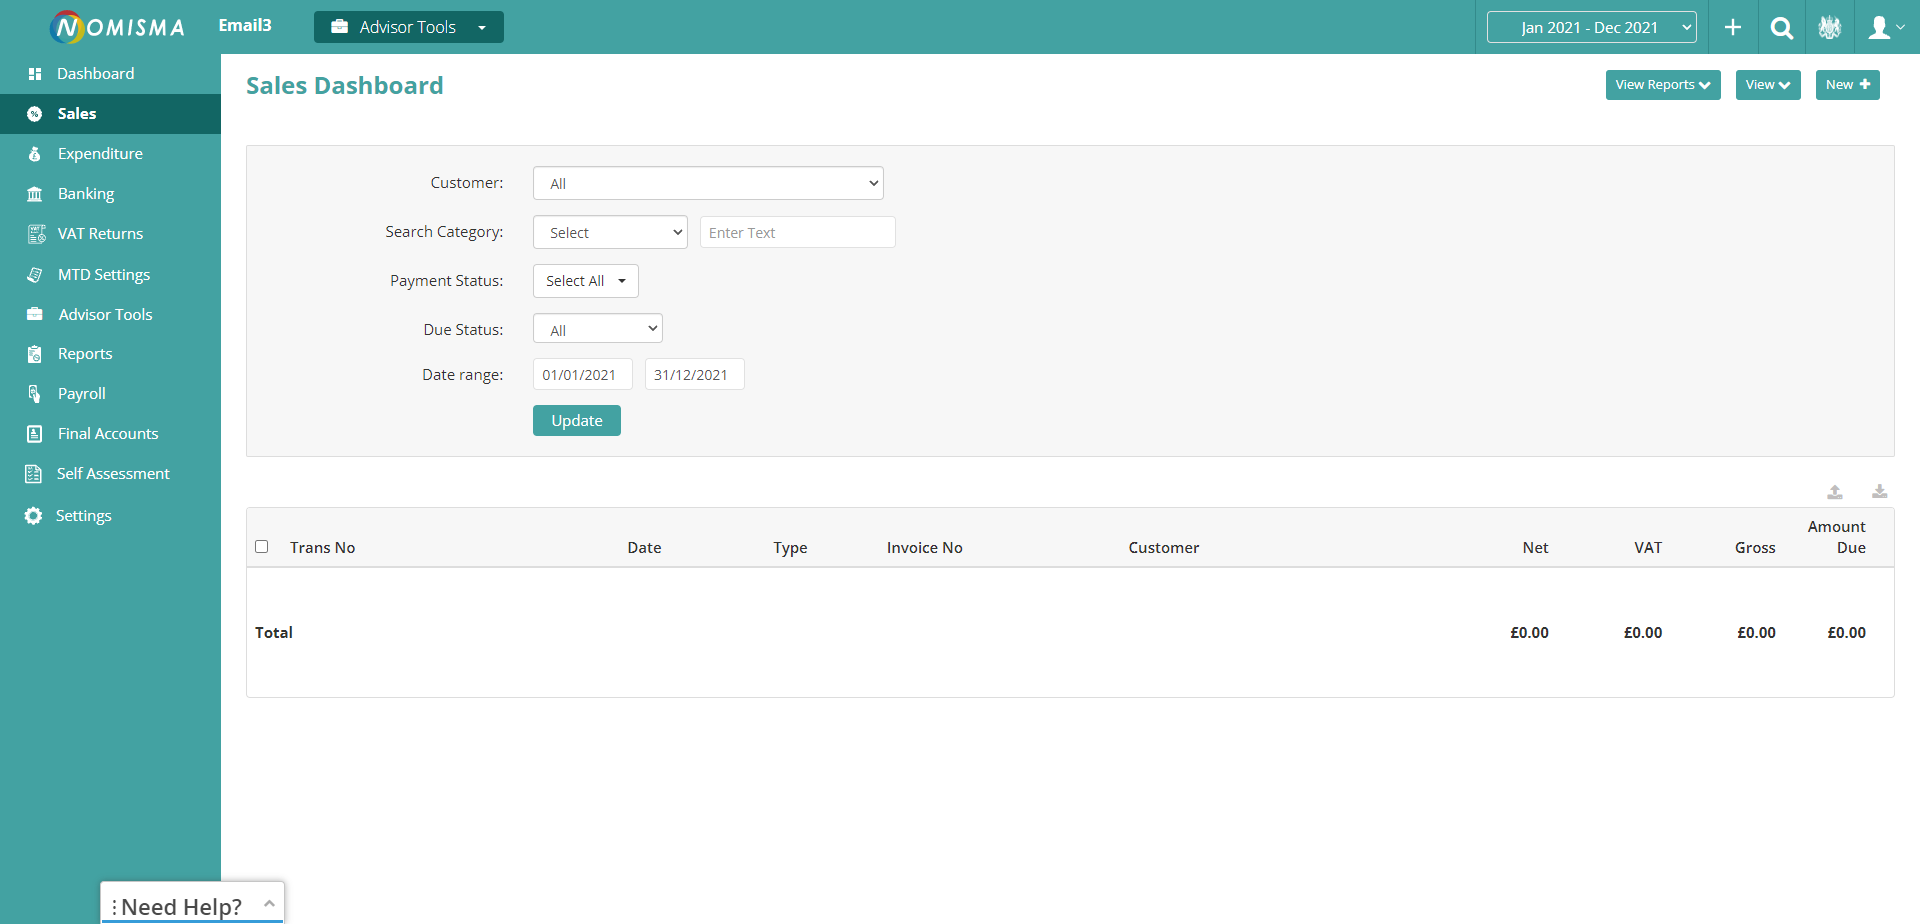 NOMISMA
Email3
Advisor Tools
Jan 2021 - Dec 2021
Dashboard
Sales
Expenditure
Banking
VAT Returns
MTD Settings
Advisor Tools
Reports
Payroll
Final Accounts
Self Assessment
Settings
Sales Dashboard
View Reports
View
New
Customer: All
Search Category: Select Enter Text
Payment Status: Select All
Due Status: All
Date range: 01/01/2021 31/12/2021
Update
Trans No Date Type Invoice No Customer Net VAT Gross Amount Due
Total £0.00 £0.00 £0.00 £0.00
Need Help?